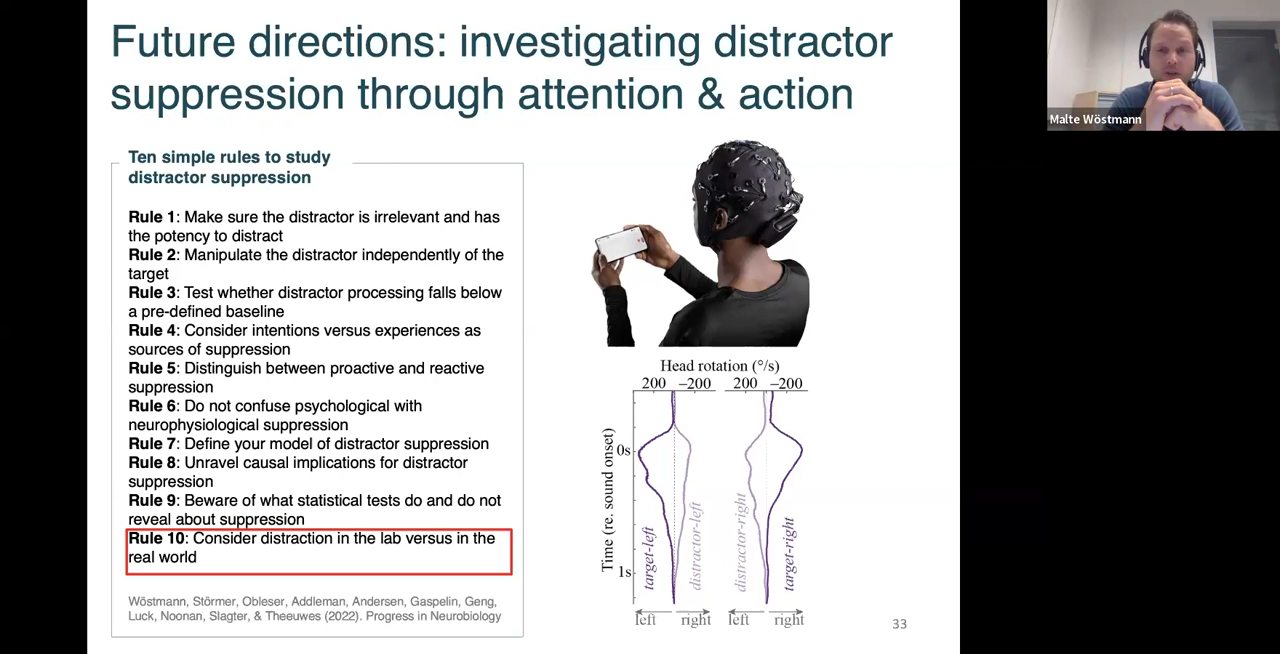 Future directions: investigating distractor
suppression through attention & action
Malte Wöstmann
Ten simple rules to study
distractor suppression
Rule 1: Make sure the distractor is irrelevant and has
the potency to distract
Rule 2: Manipulate the distractor independently of the
target
Rule 3: Test whether distractor processing falls below
a pre-defined baseline
Rule 4: Consider intentions versus experiences as
sources of suppression
Rule 5: Distinguish between proactive and reactive
suppression
Rule 6: Do not confuse psychological with
neurophysiological suppression
Rule 7: Define your model of distractor suppression
Rule 8: Unravel causal implications for distractor
suppression
Rule 9: Beware of what statistical tests do and do not
reveal about suppression
Rule 10: Consider distraction in the lab versus in the
real world
Wöstmann, Störmer, Obleser, Addleman, Andersen, Gaspelin, Geng,
Luck, Noonan, Slagter, & Theeuwes (2022). Progress in Neurobiology
Head rotation (°/s)
200 –200 200 –200
Time (re. sound onset)
0s
1s
target-left
distractor-left
distractor-right
target-right
left right left right
33